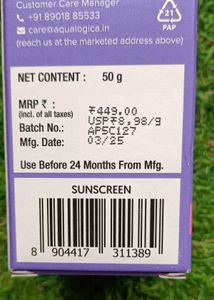 Customer Care Manager
+91 89018 85533
care@aqualogica.com
(reach us at the marketed address above)
21
PAP
NET CONTENT : 50 g
MRP ₹ : ₹449.00
(incl. of all taxes) USP₹8.98/g
Batch No.: AP5C127
Mfg. Date: 03/25
Use Before 24 Months From Mfg.
SUNSCREEN
8 904417 311389